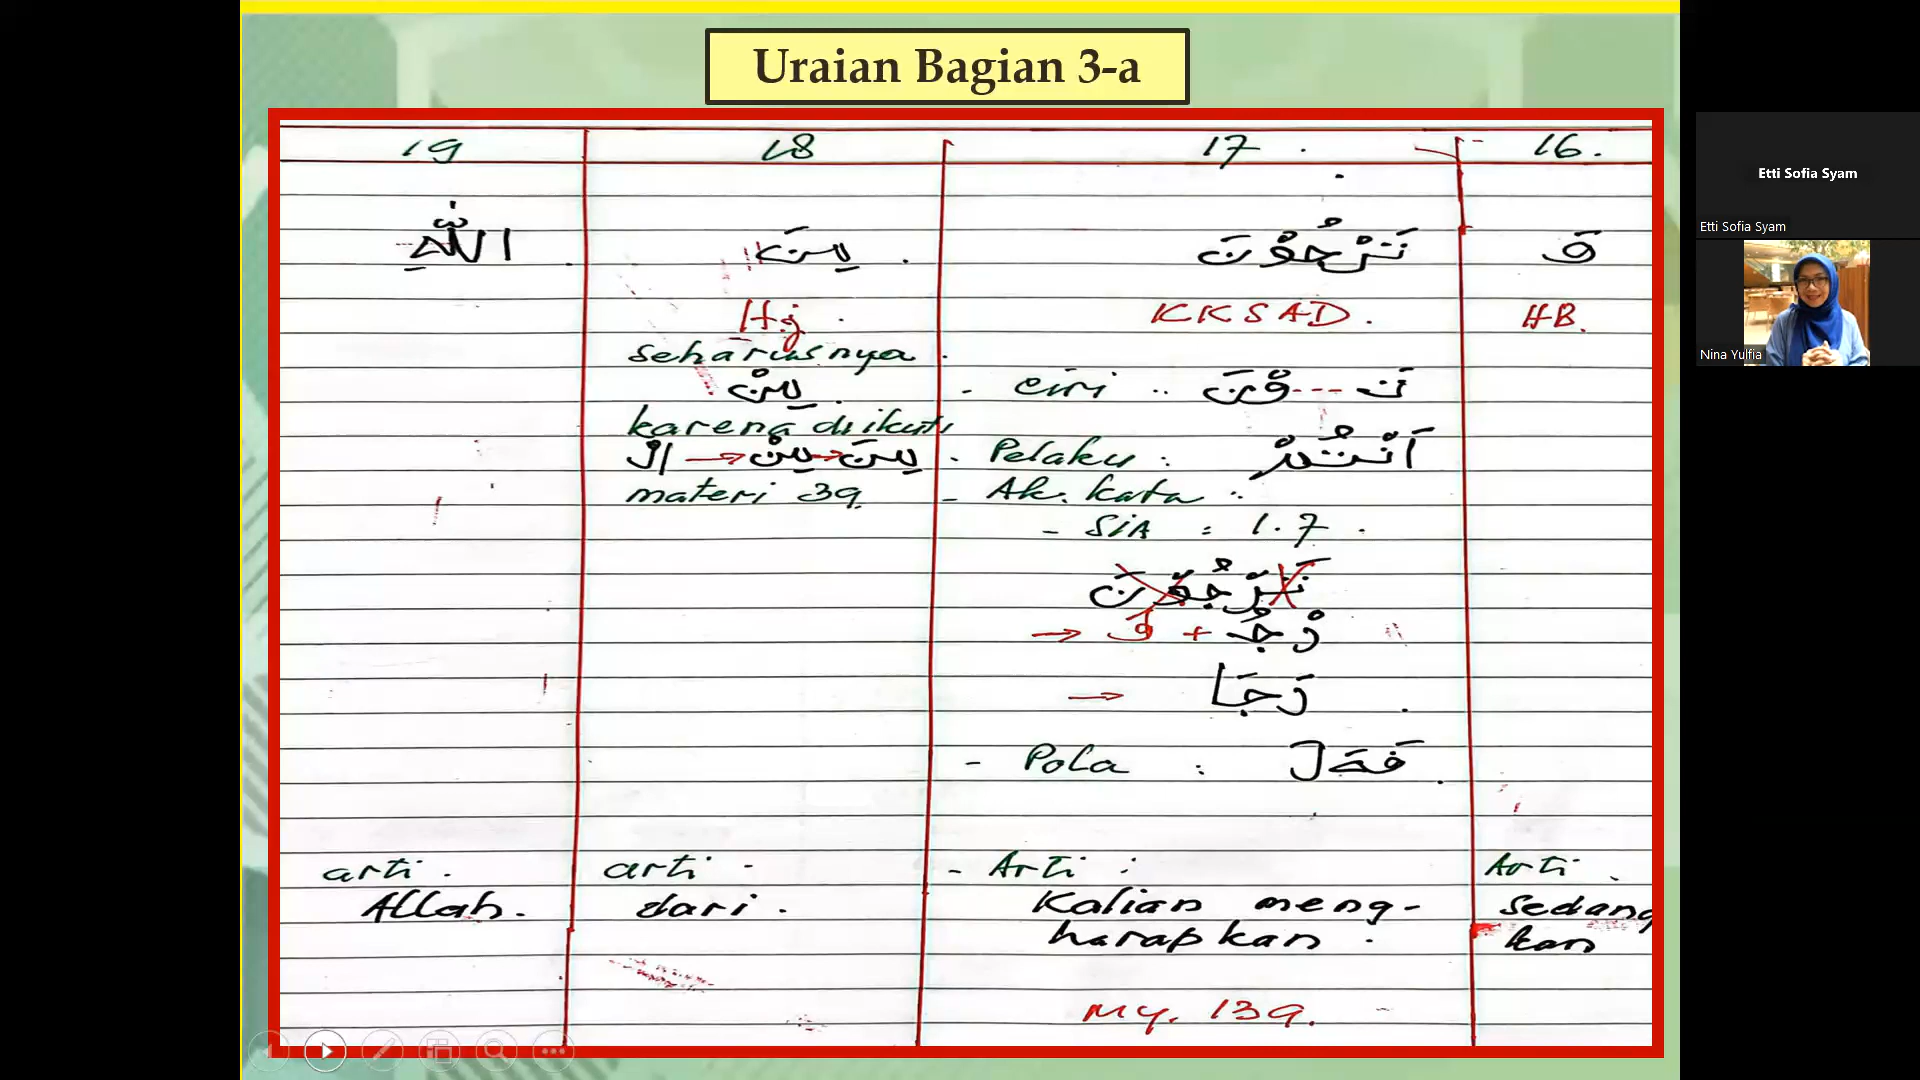 Uraian Bagian 3-a
16.
وَ
HB.
Arti
Sedang
kan
17
تَرْجُوْنَ
KKSAD.
- ciri : تَ --- وْنَ
- Pelaku : اَنْتُمْ
- Ak. kata :
- SiA : 1.7
تَرْجُوْنَ
رْجُ + وْ →
رَجَا →
- Pola : فَعَلَ
- Arti :
Kalian meng-
harapkan.
My. 139.
18
مِنَ
Hj
seharusnya
مِنْ
karena diikuti
مِنَ ← مِنْ ← الْ
materi 39.
arti -
dari.
19
اللّٰهِ
arti.
Allah.
Etti Sofia Syam
Etti Sofia Syam
Nina Yulfia